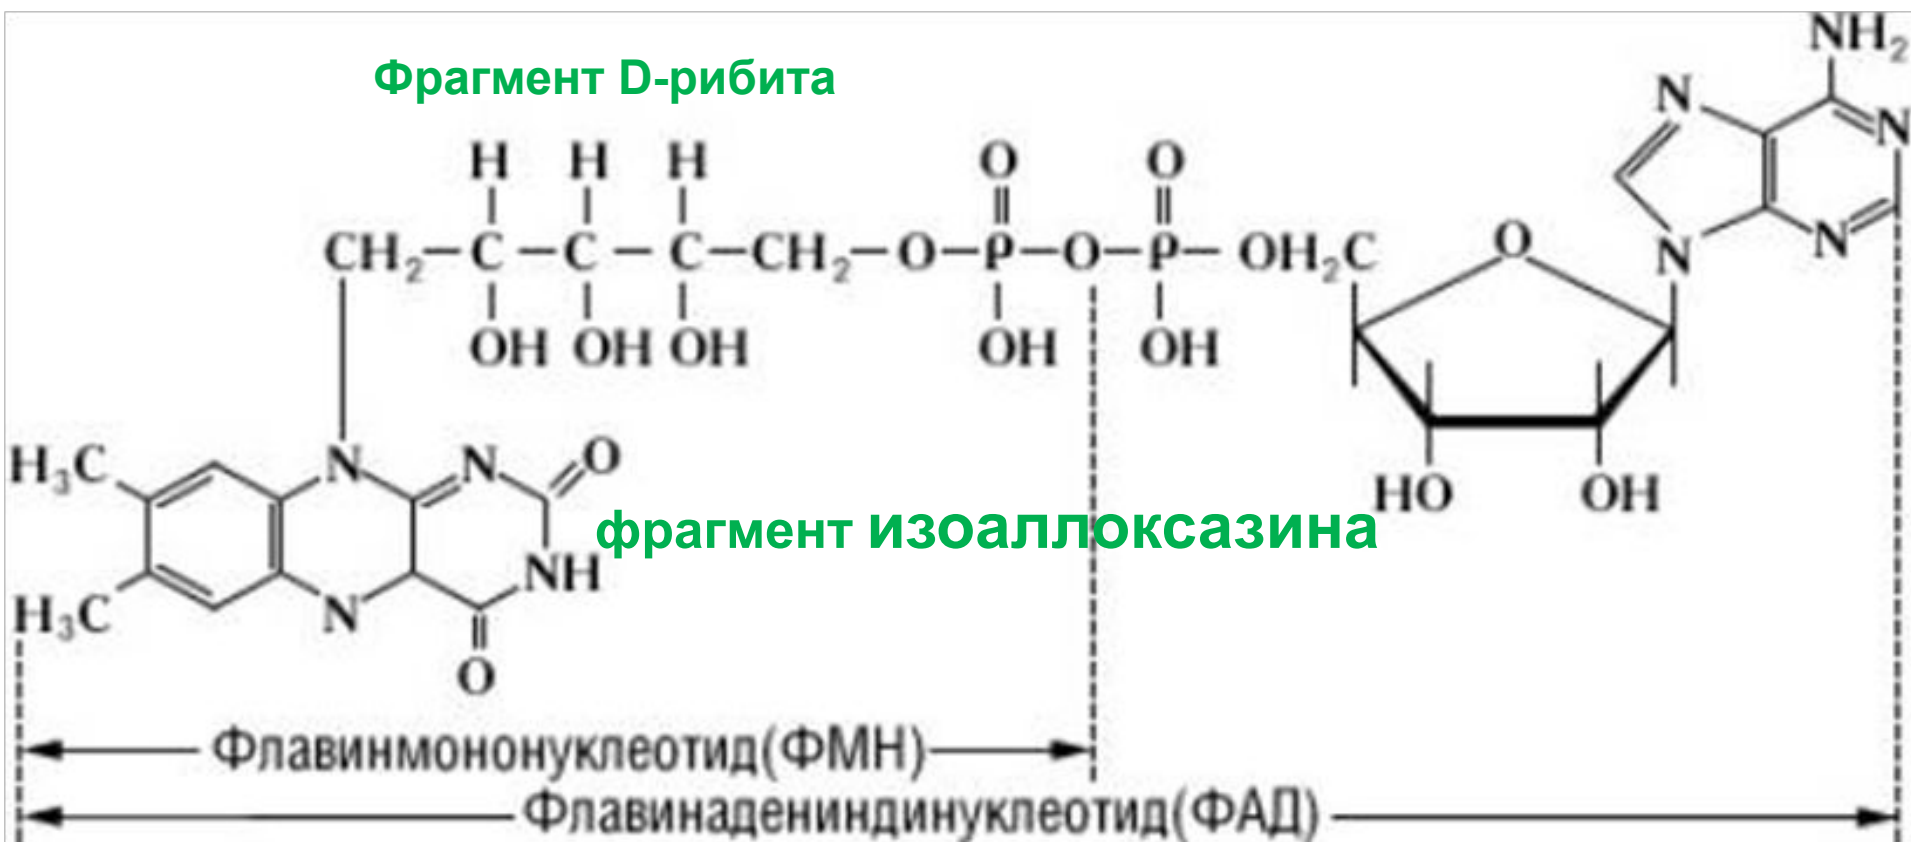 Фрагмент D-рибита
NH₂
N
N
H H H O O
CH₂–C–C–C–CH₂–O–P–O–P–OH₂C O N N
OH OH OH OH OH
H₃C N N O
HO OH
фрагмент изоаллоксазина
NH
H₃C N
O
Флавинмононуклеотид(ФМН)
Флавинадениндинуклеотид(ФАД)